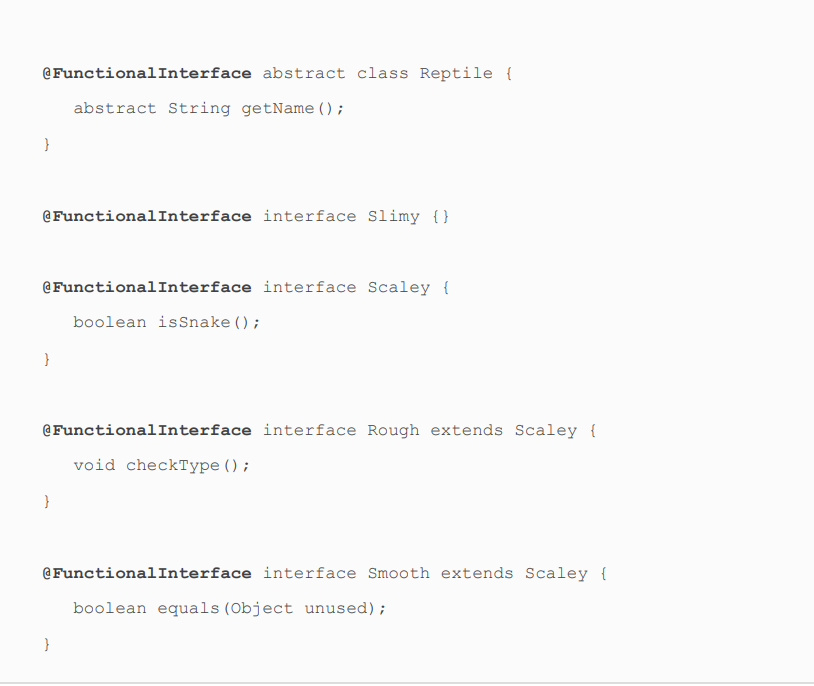 @FunctionalInterface abstract class Reptile {
abstract String getName();
}
@FunctionalInterface interface Slimy {}
@FunctionalInterface interface Scaley {
boolean isSnake();
}
@FunctionalInterface interface Rough extends Scaley {
void checkType();
}
@FunctionalInterface interface Smooth extends Scaley {
boolean equals(Object unused);
}